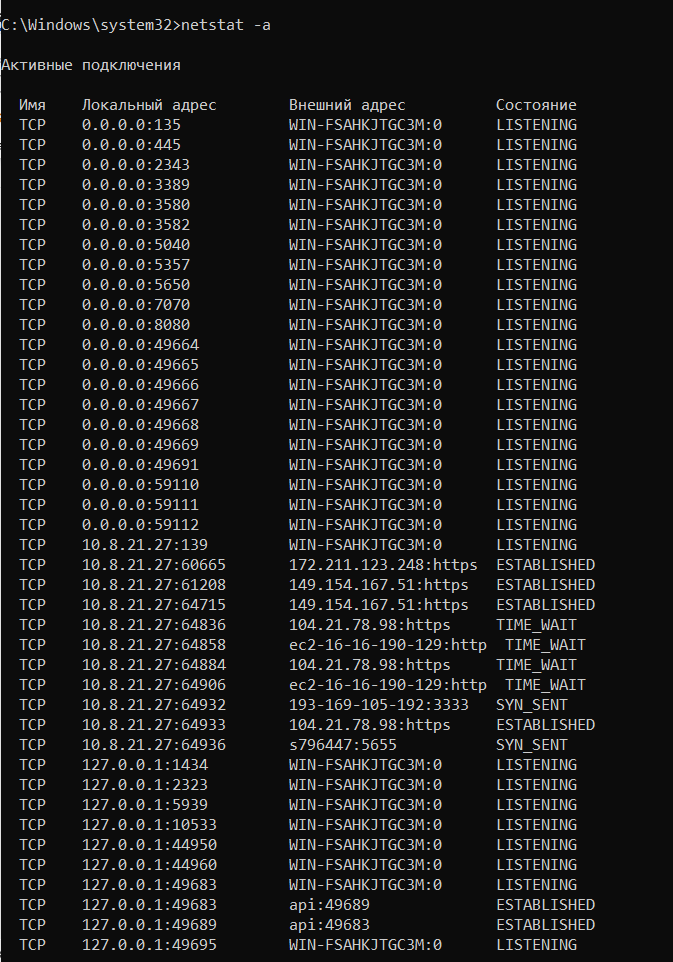 C:\Windows\system32>netstat -a
Активные подключения
Имя Локальный адрес Внешний адрес Состояние
TCP 0.0.0.0:135 WIN-FSAHKJTGC3M:0 LISTENING
TCP 0.0.0.0:445 WIN-FSAHKJTGC3M:0 LISTENING
TCP 0.0.0.0:2343 WIN-FSAHKJTGC3M:0 LISTENING
TCP 0.0.0.0:3389 WIN-FSAHKJTGC3M:0 LISTENING
TCP 0.0.0.0:3580 WIN-FSAHKJTGC3M:0 LISTENING
TCP 0.0.0.0:3582 WIN-FSAHKJTGC3M:0 LISTENING
TCP 0.0.0.0:5040 WIN-FSAHKJTGC3M:0 LISTENING
TCP 0.0.0.0:5357 WIN-FSAHKJTGC3M:0 LISTENING
TCP 0.0.0.0:5650 WIN-FSAHKJTGC3M:0 LISTENING
TCP 0.0.0.0:7070 WIN-FSAHKJTGC3M:0 LISTENING
TCP 0.0.0.0:8080 WIN-FSAHKJTGC3M:0 LISTENING
TCP 0.0.0.0:49664 WIN-FSAHKJTGC3M:0 LISTENING
TCP 0.0.0.0:49665 WIN-FSAHKJTGC3M:0 LISTENING
TCP 0.0.0.0:49666 WIN-FSAHKJTGC3M:0 LISTENING
TCP 0.0.0.0:49667 WIN-FSAHKJTGC3M:0 LISTENING
TCP 0.0.0.0:49668 WIN-FSAHKJTGC3M:0 LISTENING
TCP 0.0.0.0:49669 WIN-FSAHKJTGC3M:0 LISTENING
TCP 0.0.0.0:49691 WIN-FSAHKJTGC3M:0 LISTENING
TCP 0.0.0.0:59110 WIN-FSAHKJTGC3M:0 LISTENING
TCP 0.0.0.0:59111 WIN-FSAHKJTGC3M:0 LISTENING
TCP 0.0.0.0:59112 WIN-FSAHKJTGC3M:0 LISTENING
TCP 10.8.21.27:139 WIN-FSAHKJTGC3M:0 LISTENING
TCP 10.8.21.27:60665 172.211.123.248:https ESTABLISHED
TCP 10.8.21.27:61208 149.154.167.51:https ESTABLISHED
TCP 10.8.21.27:64715 149.154.167.51:https ESTABLISHED
TCP 10.8.21.27:64836 104.21.78.98:https TIME_WAIT
TCP 10.8.21.27:64858 ec2-16-16-190-129:http TIME_WAIT
TCP 10.8.21.27:64884 104.21.78.98:https TIME_WAIT
TCP 10.8.21.27:64906 ec2-16-16-190-129:http TIME_WAIT
TCP 10.8.21.27:64932 193-169-105-192:3333 SYN_SENT
TCP 10.8.21.27:64933 104.21.78.98:https ESTABLISHED
TCP 10.8.21.27:64936 s796447:5655 SYN_SENT
TCP 127.0.0.1:1434 WIN-FSAHKJTGC3M:0 LISTENING
TCP 127.0.0.1:2323 WIN-FSAHKJTGC3M:0 LISTENING
TCP 127.0.0.1:5939 WIN-FSAHKJTGC3M:0 LISTENING
TCP 127.0.0.1:10533 WIN-FSAHKJTGC3M:0 LISTENING
TCP 127.0.0.1:44950 WIN-FSAHKJTGC3M:0 LISTENING
TCP 127.0.0.1:44960 WIN-FSAHKJTGC3M:0 LISTENING
TCP 127.0.0.1:49683 WIN-FSAHKJTGC3M:0 LISTENING
TCP 127.0.0.1:49683 api:49689 ESTABLISHED
TCP 127.0.0.1:49689 api:49683 ESTABLISHED
TCP 127.0.0.1:49695 WIN-FSAHKJTGC3M:0 LISTENING